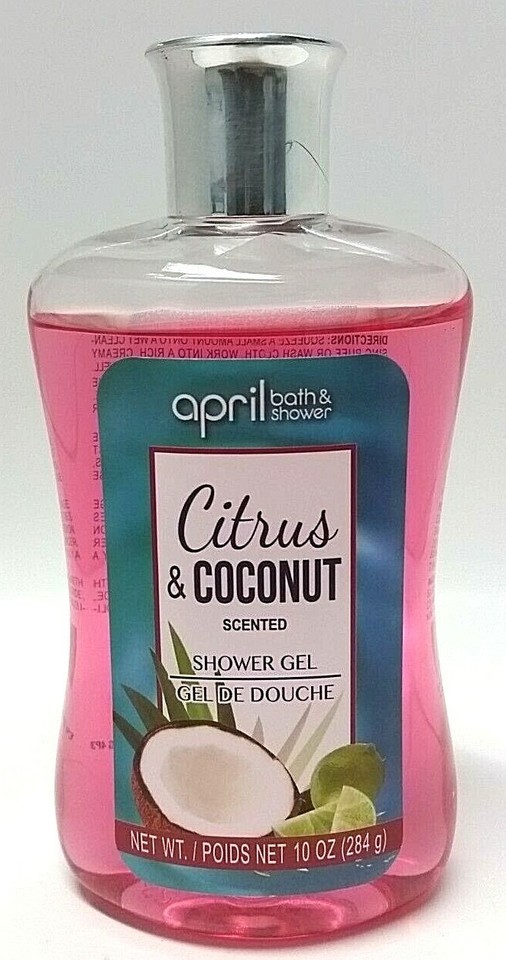 DIRECTIONS: SQUEEZE A SMALL AMOUNT ONTO WET CLEAN-
SING PUFF OR WASH CLOTH. WORK INTO A RICH, CREAMY
april bath & shower
Citrus
& COCONUT
SCENTED
SHOWER GEL
GEL DE DOUCHE
NET WT. / POIDS NET 10 OZ (284 g)